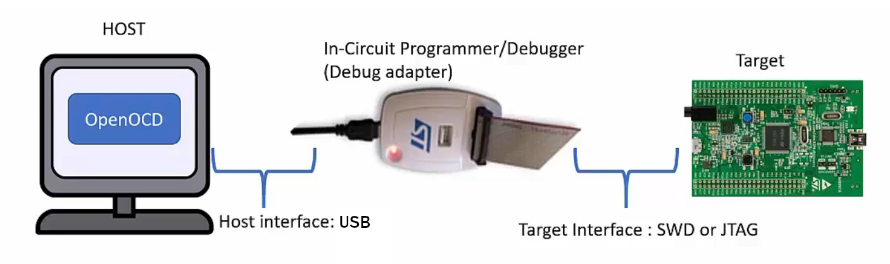 HOST
In-Circuit Programmer/Debugger
(Debug adapter)
Target
OpenOCD
Host interface: USB
Target Interface : SWD or JTAG